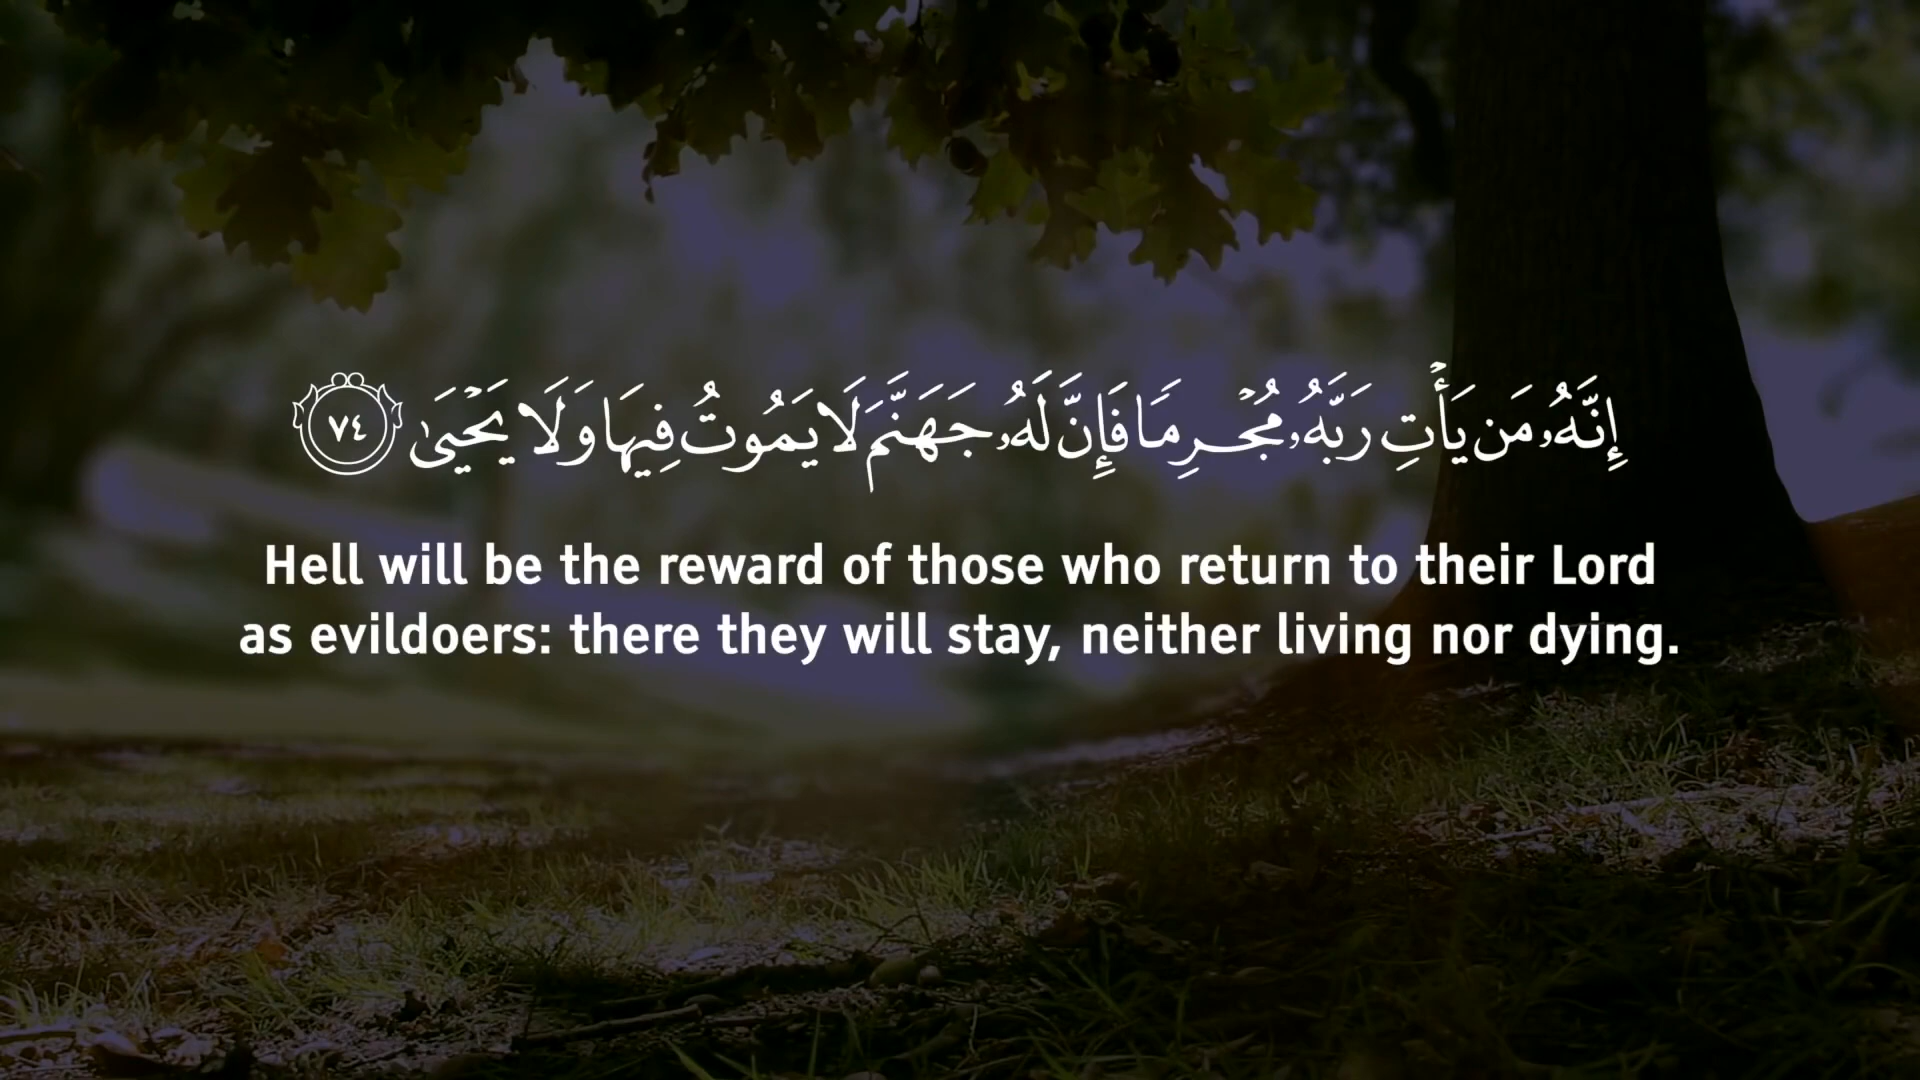 إِنَّهُۥ مَن يَأْتِ رَبَّهُۥ مُجْرِمًا فَإِنَّ لَهُۥ جَهَنَّمَ لَا يَمُوتُ فِيهَا وَلَا يَحْيَىٰ ٧٤
Hell will be the reward of those who return to their Lord
as evildoers: there they will stay, neither living nor dying.